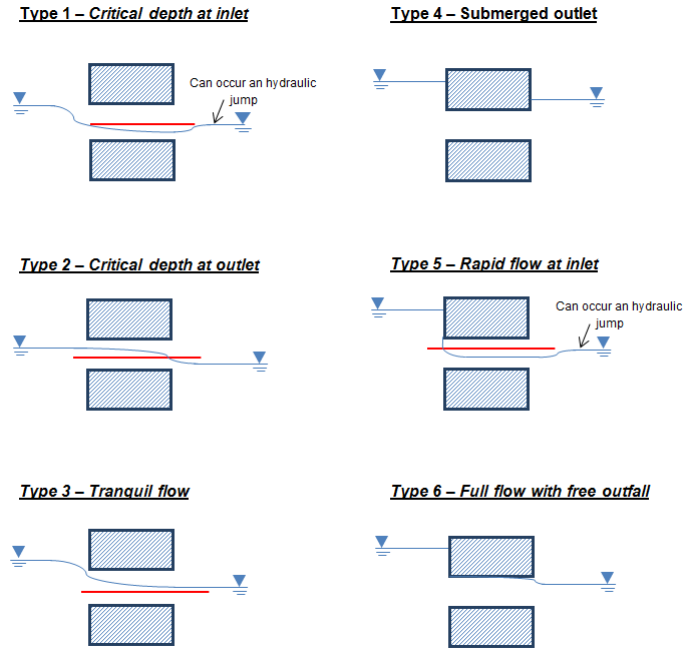 Type 1 – Critical depth at inlet
Can occur an hydraulic
jump
Type 4 – Submerged outlet
Type 2 – Critical depth at outlet
Type 5 – Rapid flow at inlet
Can occur an hydraulic
jump
Type 3 – Tranquil flow
Type 6 – Full flow with free outfall